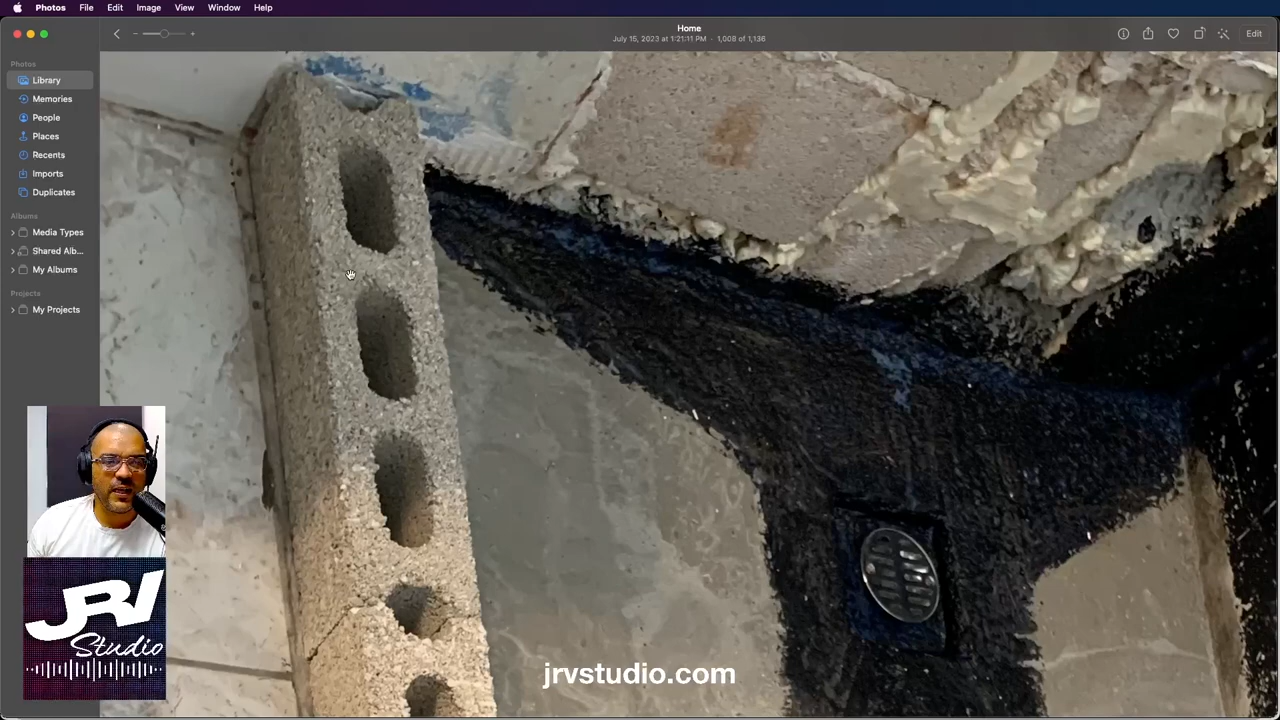 Photos File Edit Image View Window Help
Home
July 15, 2023 at 1:21:11 PM · 1,008 of 1,136
Edit
Photos
Library
Memories
People
Places
Recents
Imports
Duplicates
Albums
Media Types
Shared Alb...
My Albums
Projects
My Projects
JRV
Studio
jrvstudio.com